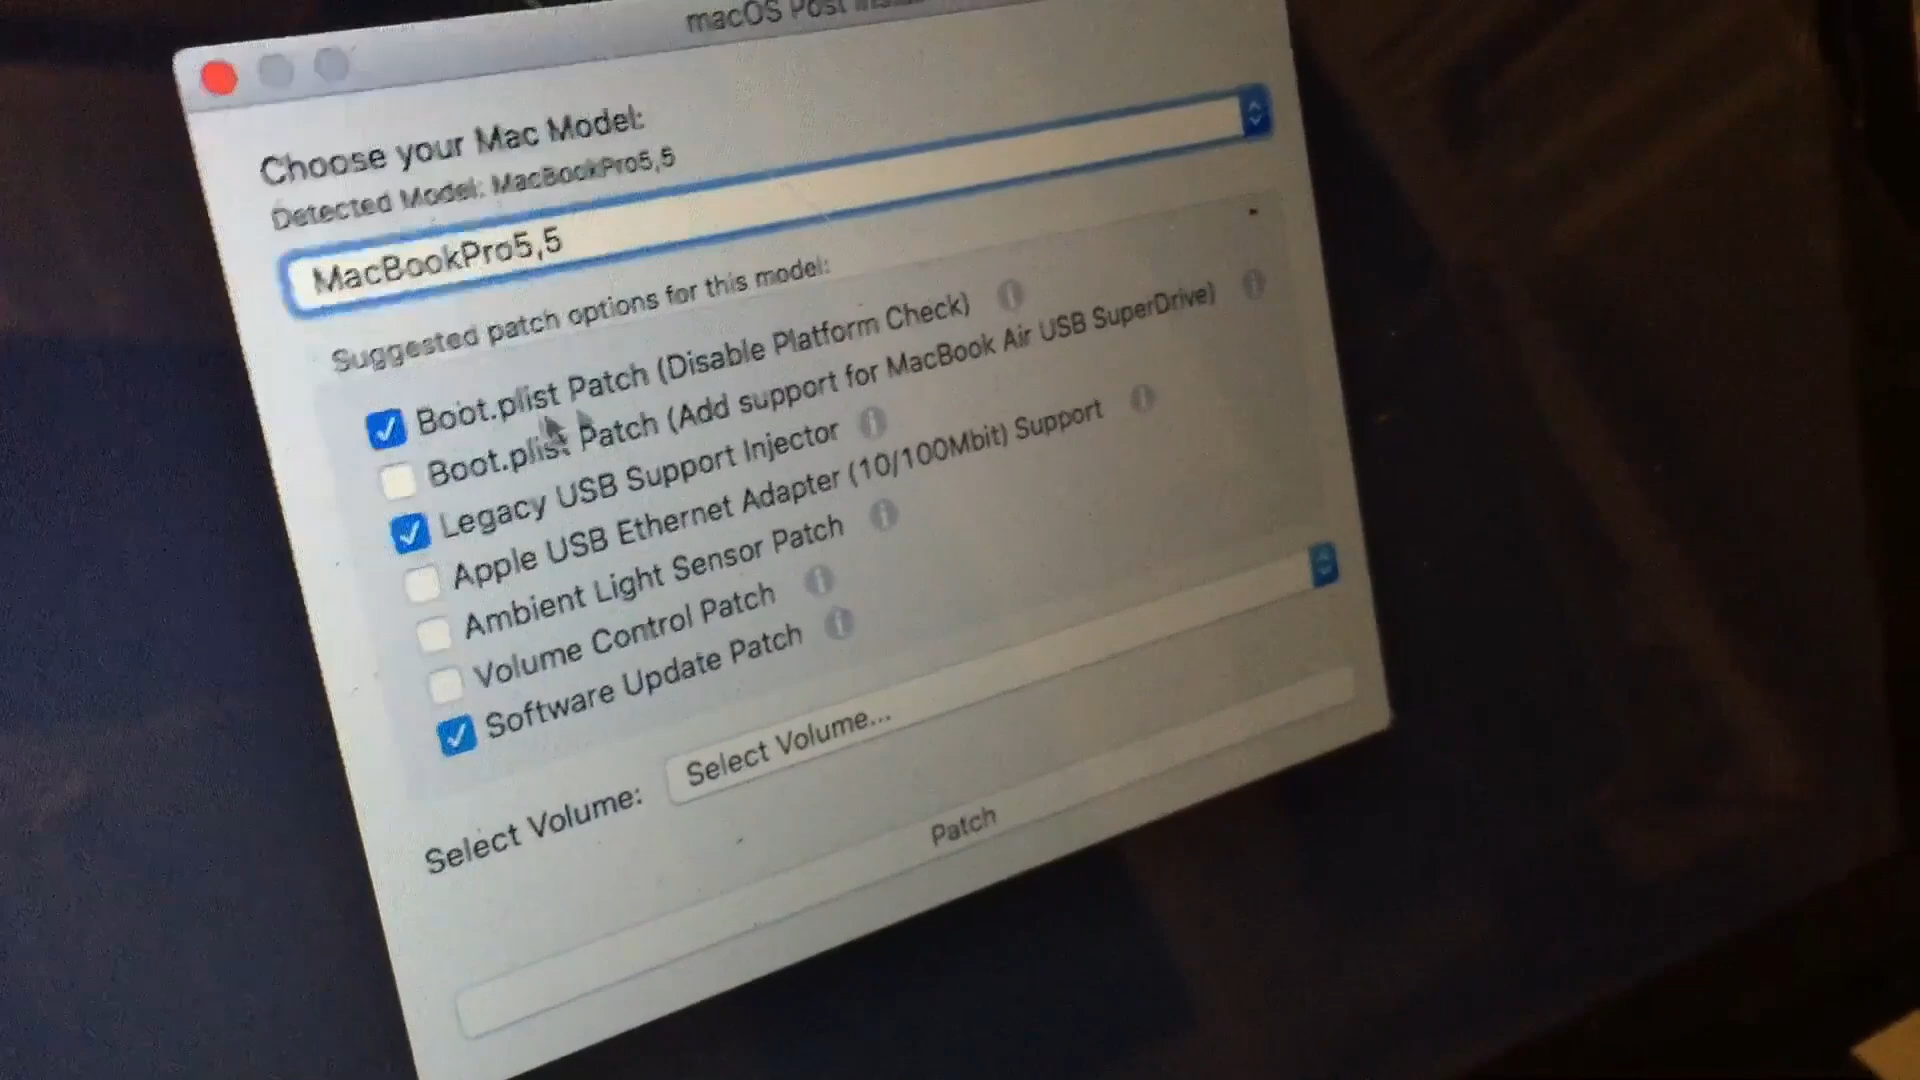 macOS Post
Choose your Mac Model:
Detected Model: MacBookPro5,5
MacBookPro5,5
Suggested patch options for this model:
Boot.plist Patch (Disable Platform Check)
Boot.plist Patch (Add support for MacBook Air USB SuperDrive)
Legacy USB Support Injector
Apple USB Ethernet Adapter (10/100Mbit) Support
Ambient Light Sensor Patch
Volume Control Patch
Software Update Patch
Select Volume: Select Volume...
Patch